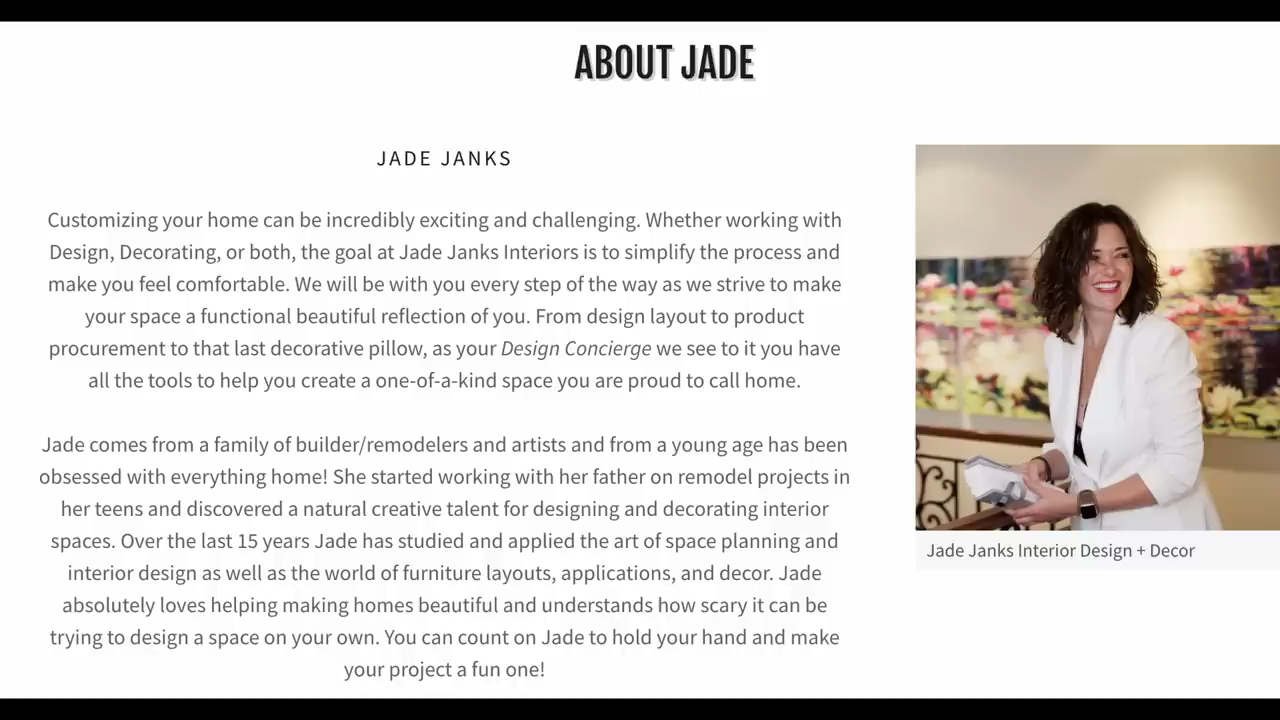 ABOUT JADE
JADE JANKS
Customizing your home can be incredibly exciting and challenging. Whether working with
Design, Decorating, or both, the goal at Jade Janks Interiors is to simplify the process and
make you feel comfortable. We will be with you every step of the way as we strive to make
your space a functional beautiful reflection of you. From design layout to product
procurement to that last decorative pillow, as your Design Concierge we see to it you have
all the tools to help you create a one-of-a-kind space you are proud to call home.
Jade comes from a family of builder/remodelers and artists and from a young age has been
obsessed with everything home! She started working with her father on remodel projects in
her teens and discovered a natural creative talent for designing and decorating interior
spaces. Over the last 15 years Jade has studied and applied the art of space planning and
interior design as well as the world of furniture layouts, applications, and decor. Jade
absolutely loves helping making homes beautiful and understands how scary it can be
trying to design a space on your own. You can count on Jade to hold your hand and make
your project a fun one!
Jade Janks Interior Design + Decor